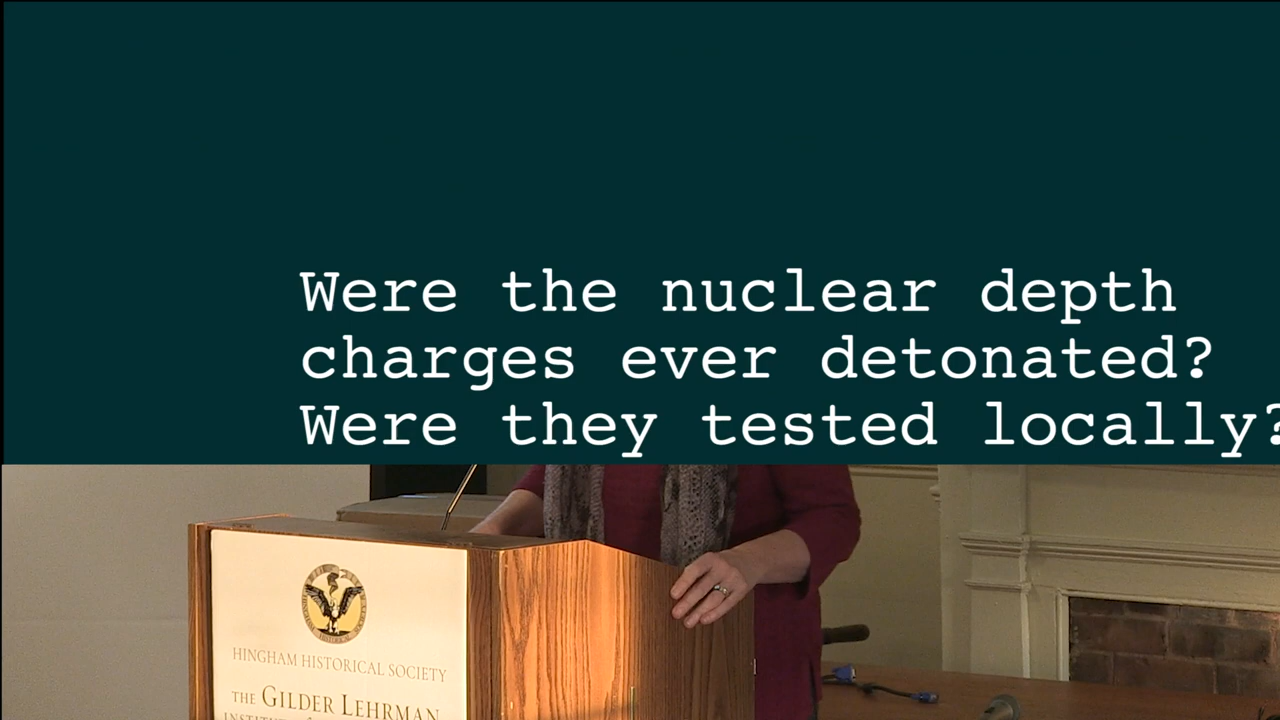 Were the nuclear depth
charges ever detonated?
Were they tested locally?
HINGHAM HISTORICAL SOCIETY
THE GILDER LEHRMAN